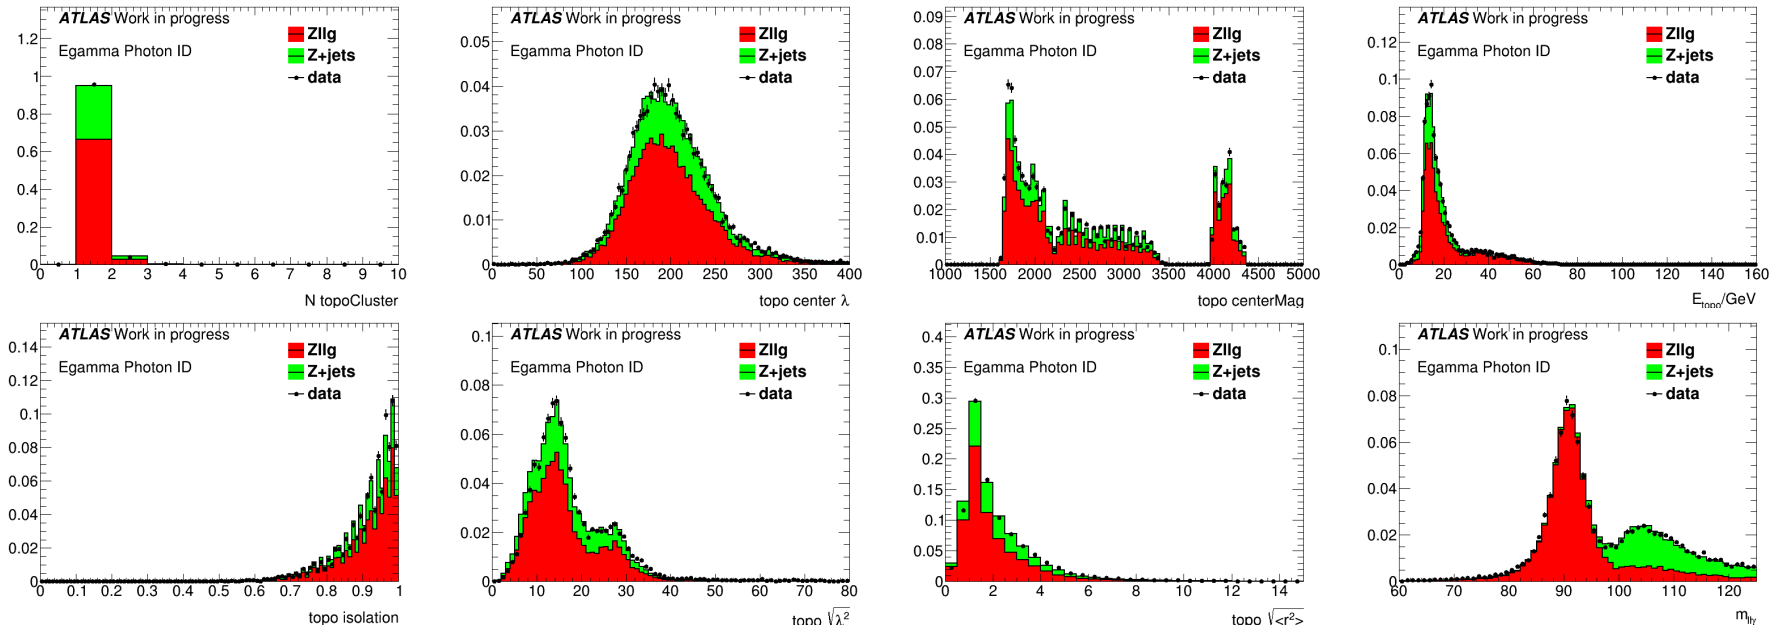 ATLAS Work in progress
Egamma Photon ID
Zllg
Z+jets
data
1.2
1
0.8
0.6
0.4
0.2
0
0 1 2 3 4 5 6 7 8 9 10
N topoCluster
ATLAS Work in progress
Egamma Photon ID
Zllg
Z+jets
data
0.05
0.04
0.03
0.02
0.01
0
0 50 100 150 200 250 300 350 400
topo center λ
ATLAS Work in progress
Egamma Photon ID
Zllg
Z+jets
data
0.09
0.08
0.07
0.06
0.05
0.04
0.03
0.02
0.01
1000 1500 2000 2500 3000 3500 4000 4500 5000
topo centerMag
ATLAS Work in progress
Egamma Photon ID
Zllg
Z+jets
data
0.12
0.1
0.08
0.06
0.04
0.02
0
0 20 40 60 80 100 120 140 160
E_topo/GeV
ATLAS Work in progress
Egamma Photon ID
Zllg
Z+jets
data
0.14
0.12
0.1
0.08
0.06
0.04
0.02
0
0 0.1 0.2 0.3 0.4 0.5 0.6 0.7 0.8 0.9 1
topo isolation
ATLAS Work in progress
Egamma Photon ID
Zllg
Z+jets
data
0.1
0.08
0.06
0.04
0.02
0
0 10 20 30 40 50 60 70 80
topo √λ²
ATLAS Work in progress
Egamma Photon ID
Zllg
Z+jets
data
0.4
0.35
0.3
0.25
0.2
0.15
0.1
0.05
0
0 2 4 6 8 10 12 14
topo √<r²>
ATLAS Work in progress
Egamma Photon ID
Zllg
Z+jets
data
0.1
0.08
0.06
0.04
0.02
0
60 70 80 90 100 110 120
m_llγ